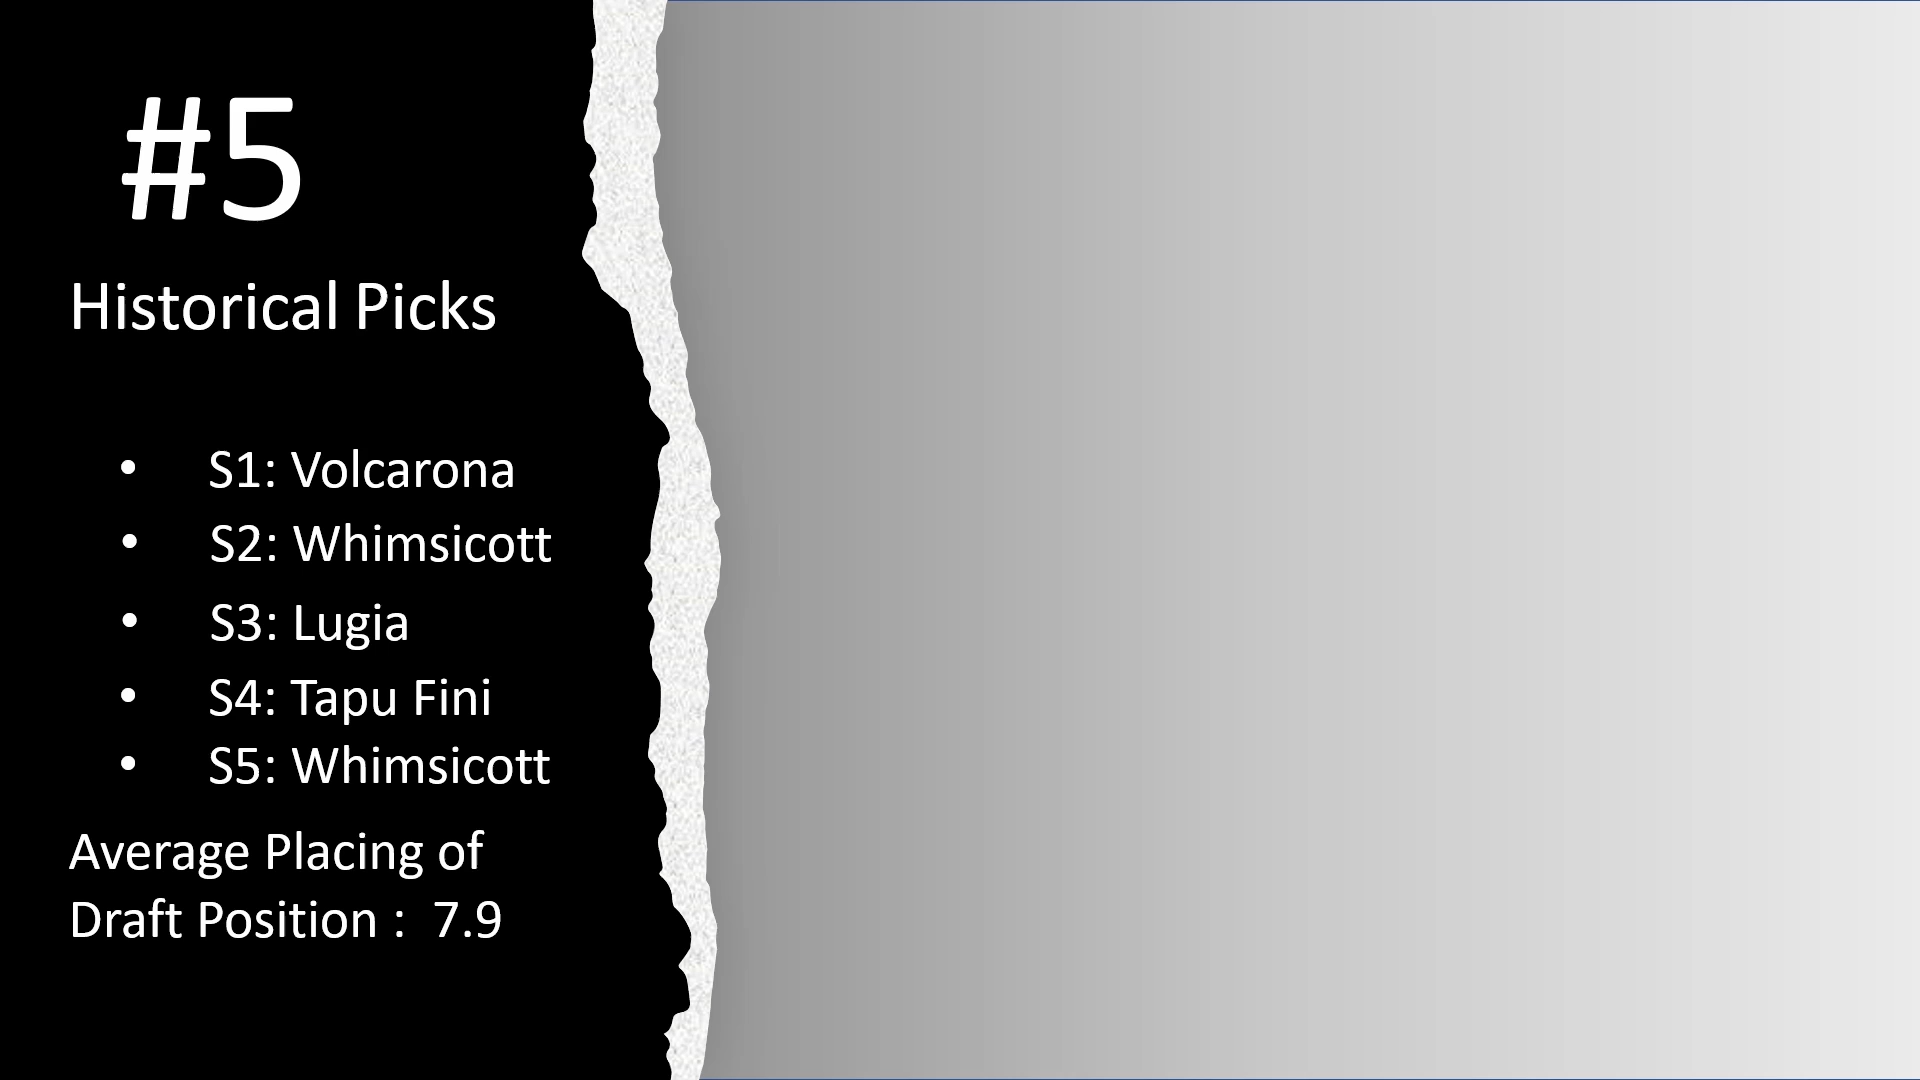 #5
Historical Picks
• S1: Volcarona
• S2: Whimsicott
• S3: Lugia
• S4: Tapu Fini
• S5: Whimsicott
Average Placing of
Draft Position :  7.9